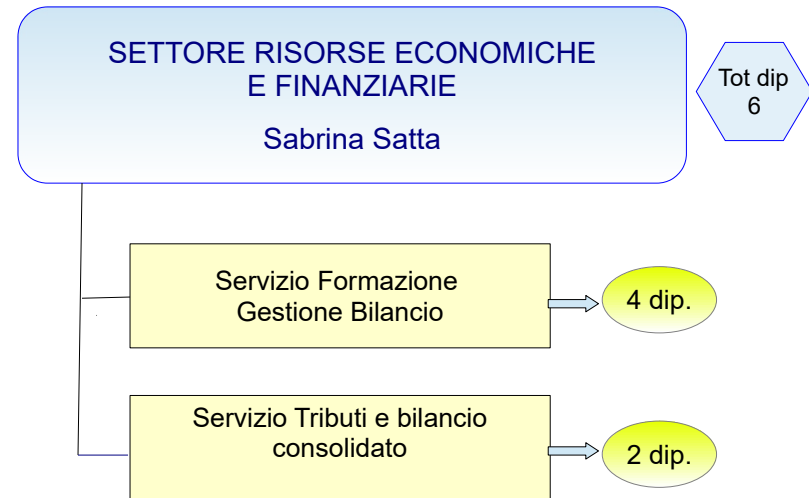 SETTORE RISORSE ECONOMICHE
E FINANZIARIE
Sabrina Satta
Tot dip
6
Servizio Formazione
Gestione Bilancio
4 dip.
Servizio Tributi e bilancio
consolidato
2 dip.